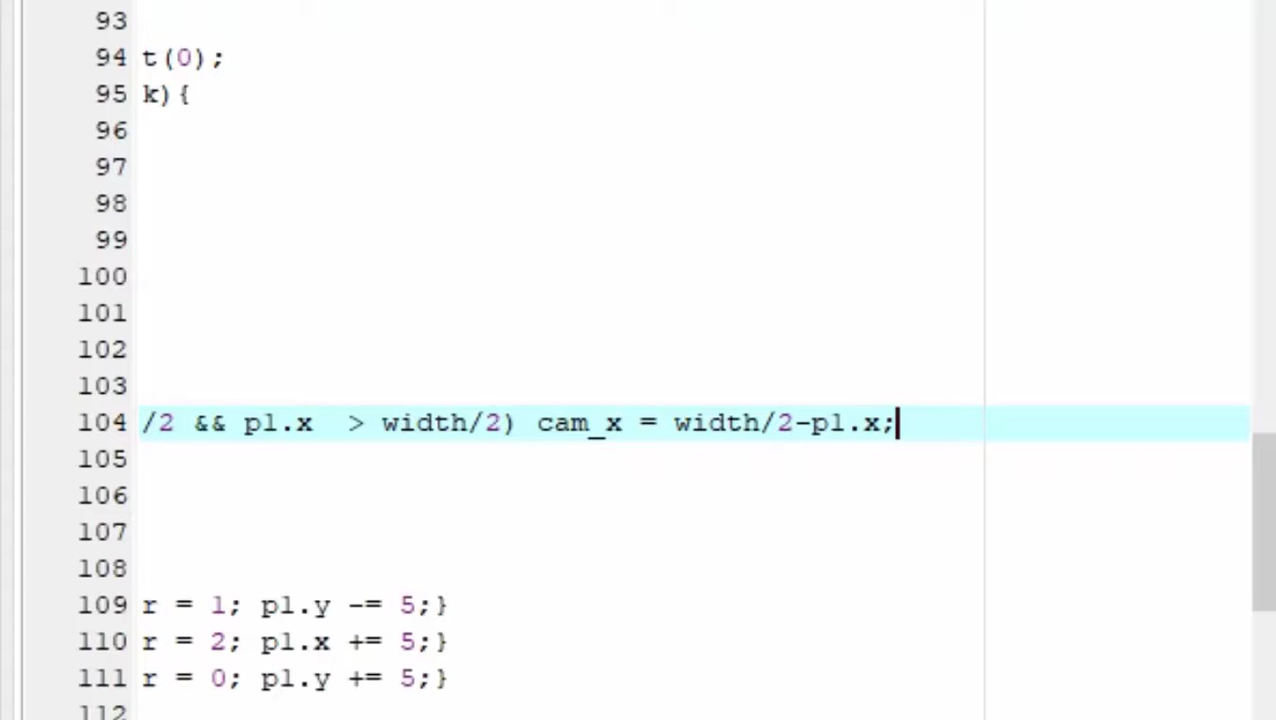 93
94 t(0);
95 k){
96
97
98
99
100
101
102
103
104 /2 && pl.x  > width/2) cam_x = width/2-pl.x;
105
106
107
108
109 r = 1; pl.y -= 5;}
110 r = 2; pl.x += 5;}
111 r = 0; pl.y += 5;}
112